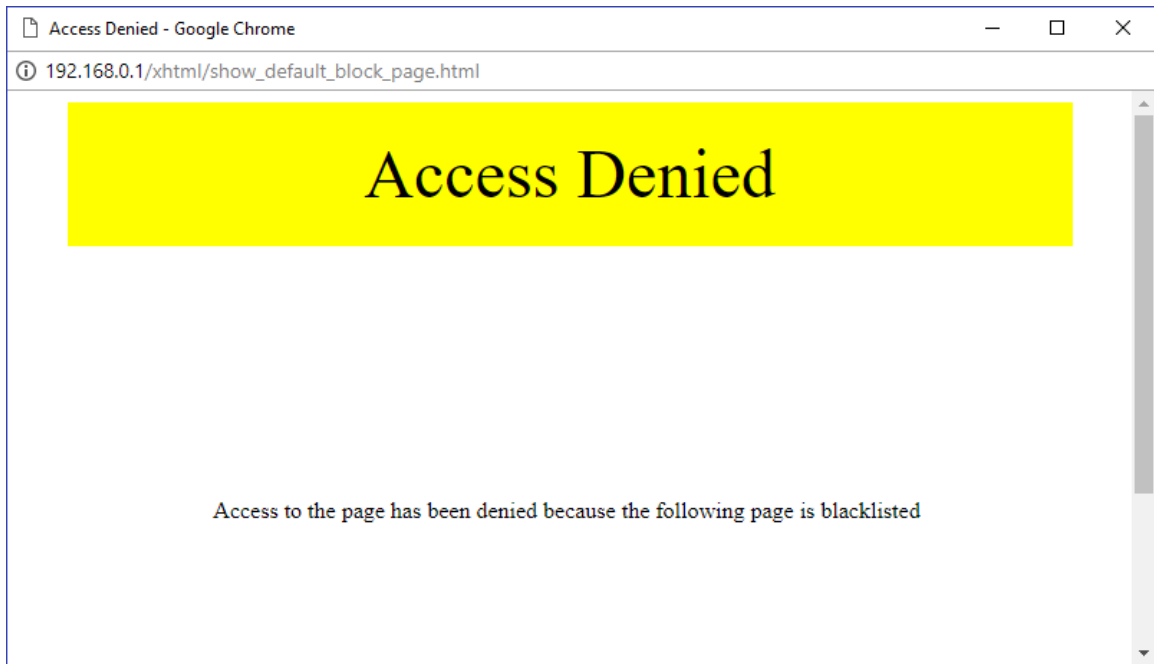 Access Denied - Google Chrome
192.168.0.1/xhtml/show_default_block_page.html
Access Denied
Access to the page has been denied because the following page is blacklisted